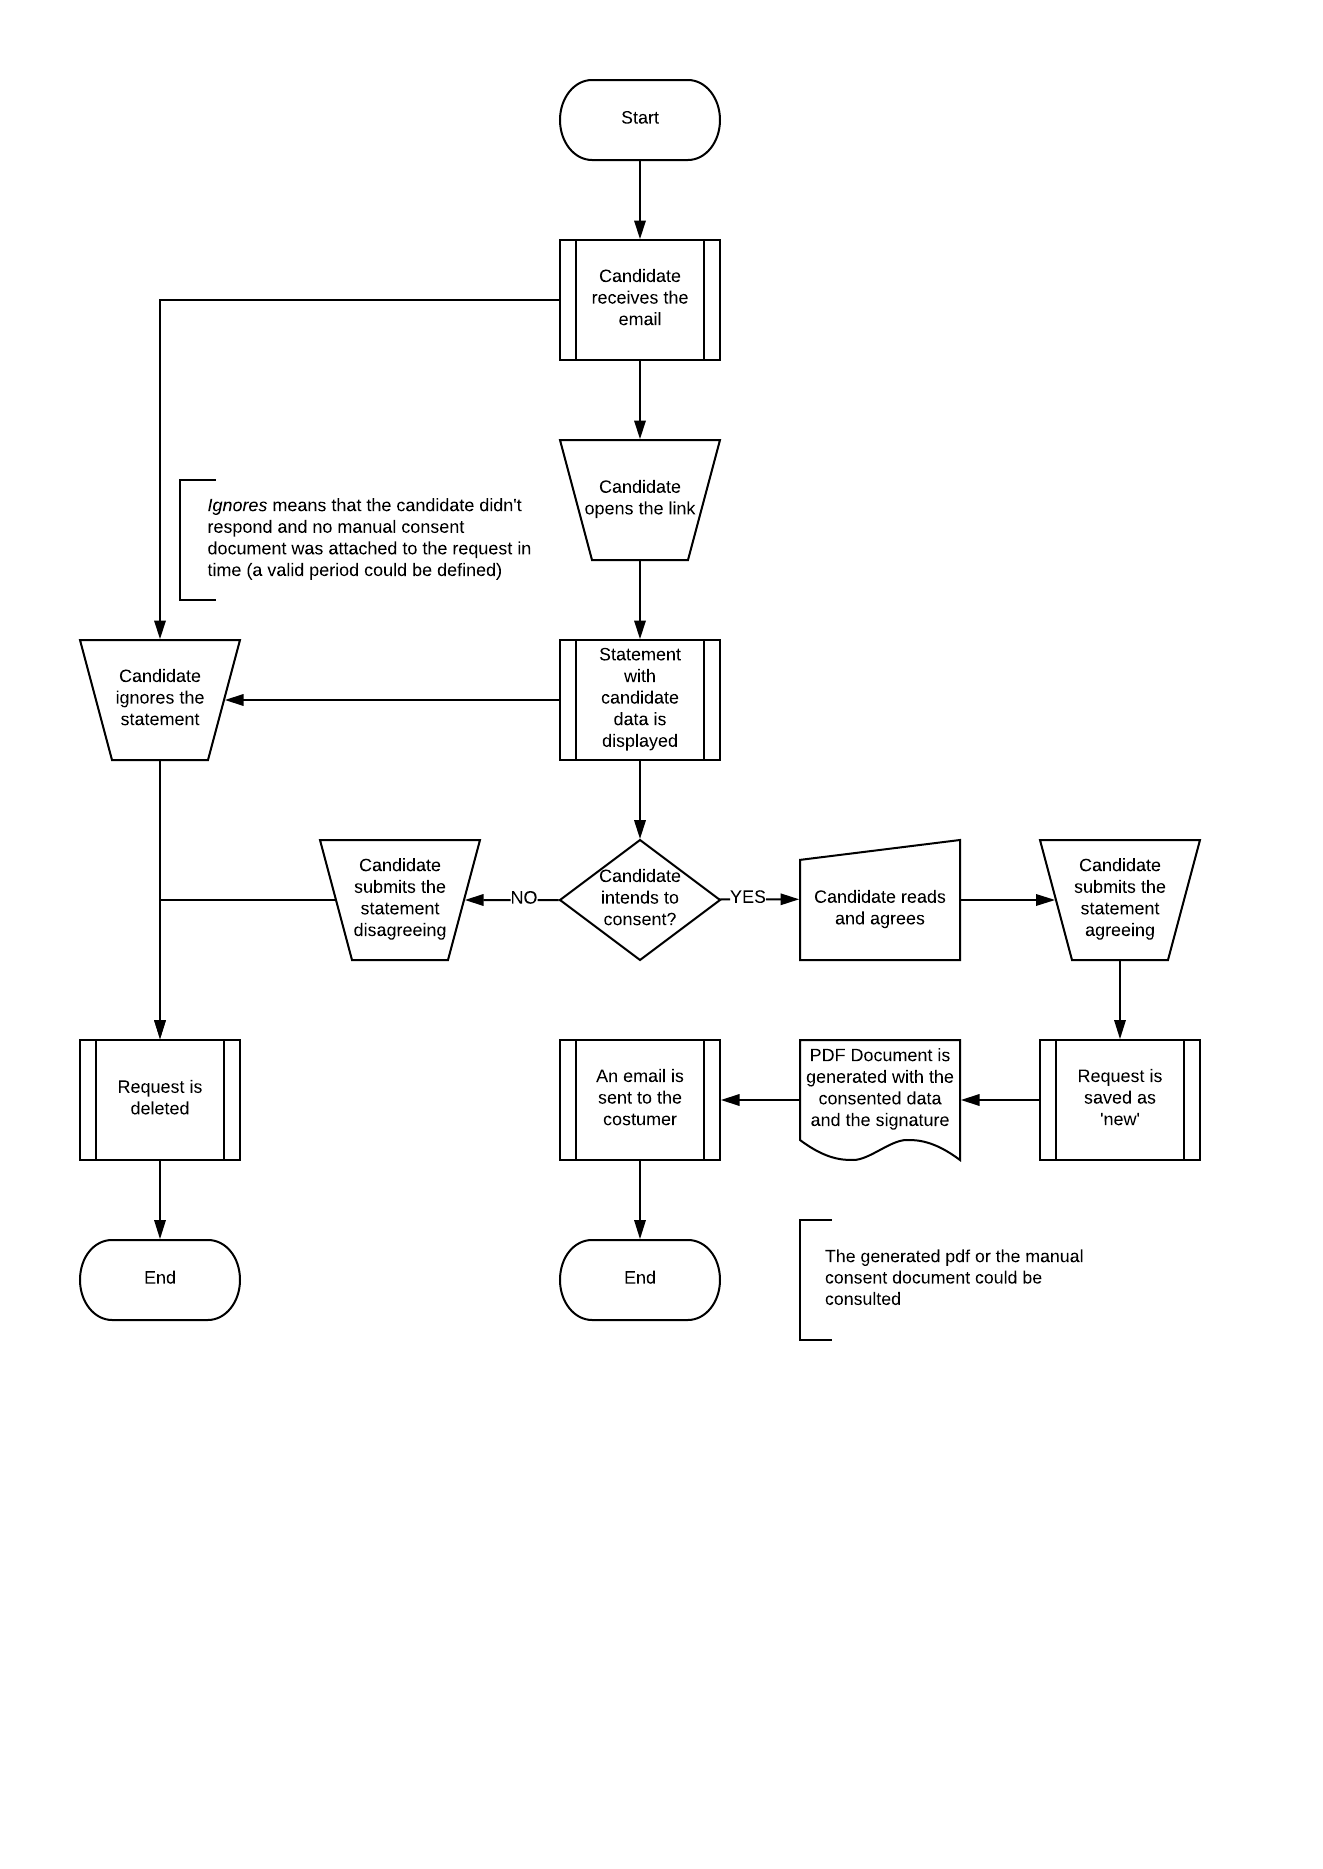 Start
Candidate
receives the
email
Candidate
opens the link
Ignores means that the candidate didn't
respond and no manual consent
document was attached to the request in
time (a valid period could be defined)
Candidate
ignores the
statement
Statement
with
candidate
data is
displayed
Candidate
submits the
statement
disagreeing
NO
Candidate
intends to
consent?
YES
Candidate reads
and agrees
Candidate
submits the
statement
agreeing
Request is
deleted
An email is
sent to the
costumer
PDF Document is
generated with the
consented data
and the signature
Request is
saved as
'new'
End
End
The generated pdf or the manual
consent document could be
consulted